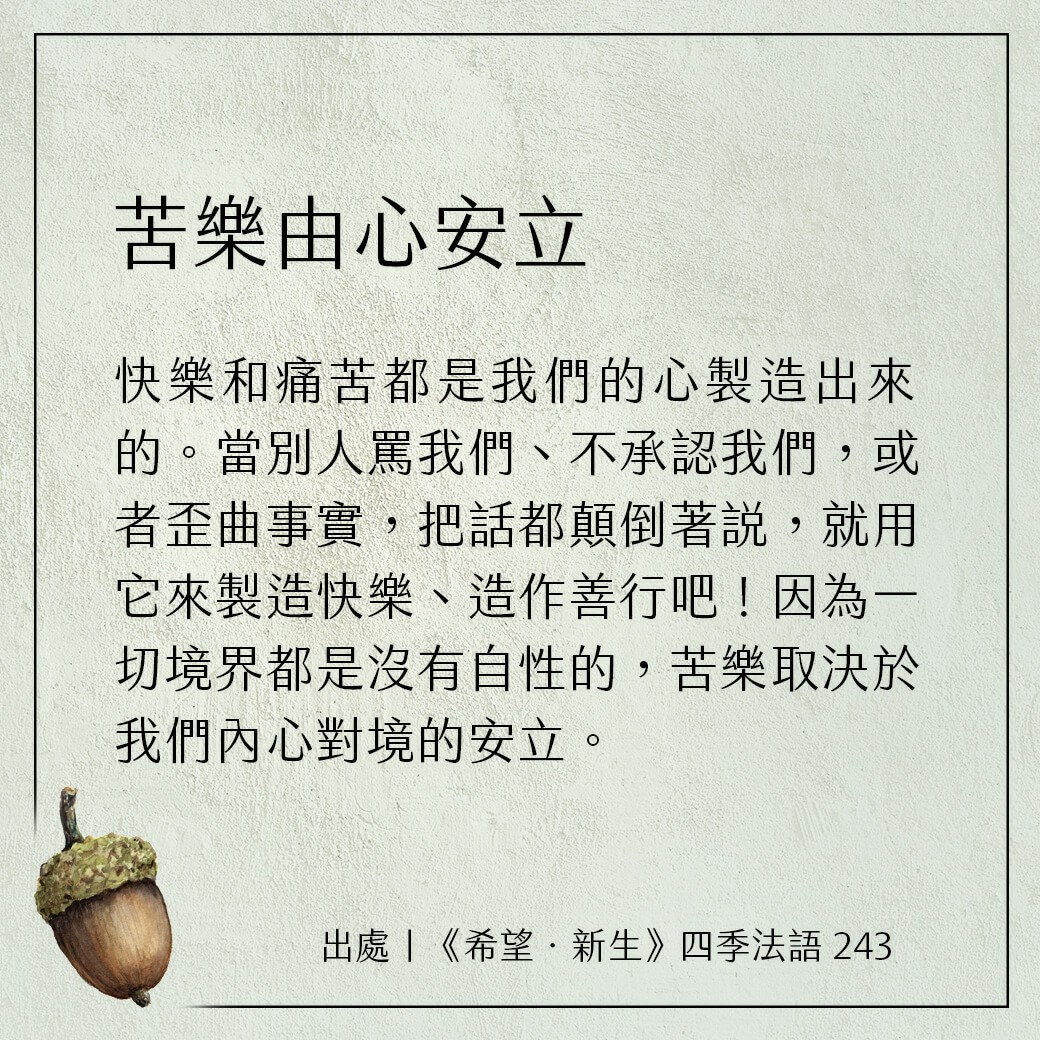 苦樂由心安立
快樂和痛苦都是我們的心製造出來
的。當別人罵我們、不承認我們，或
者歪曲事實，把話都顛倒著説，就用
它來製造快樂、造作善行吧！因為一
切境界都是沒有自性的，苦樂取決於
我們內心對境的安立。
出處｜《希望．新生》四季法語 243